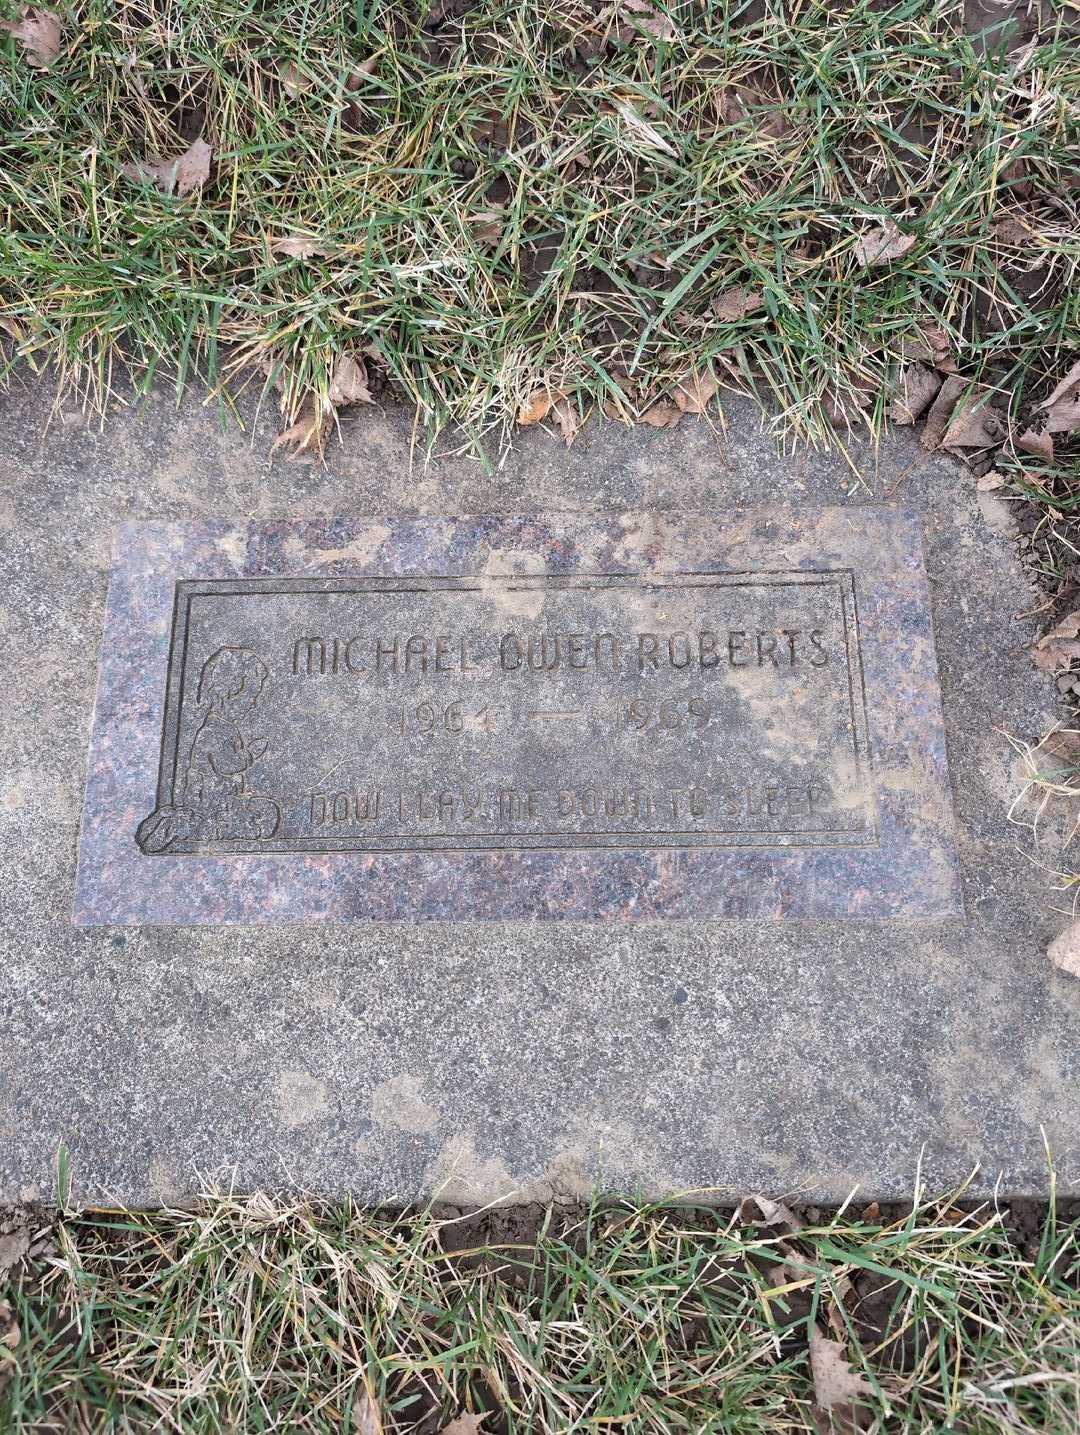 MICHAEL OWEN ROBERTS
1964 — 1969
NOW I LAY ME DOWN TO SLEEP